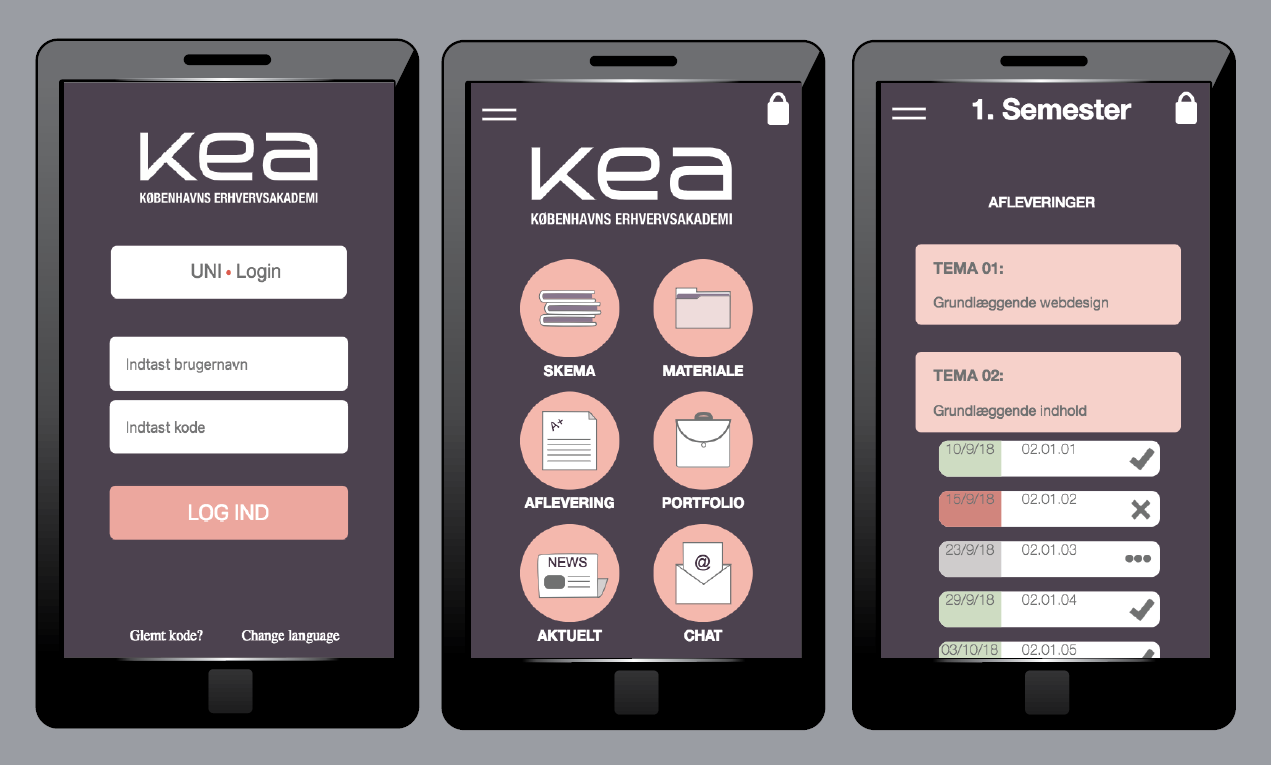 kea
KØBENHAVNS ERHVERVSAKADEMI
UNI • Login
Indtast brugernavn
Indtast kode
LOG IND
Glemt kode? Change language
kea
KØBENHAVNS ERHVERVSAKADEMI
SKEMA MATERIALE
A+
AFLEVERING PORTFOLIO
NEWS @
AKTUELT CHAT
1. Semester
AFLEVERINGER
TEMA 01:
Grundlæggende webdesign
TEMA 02:
Grundlæggende indhold
10/9/18 02.01.01
15/9/18 02.01.02
23/9/18 02.01.03
29/9/18 02.01.04
03/10/18 02.01.05